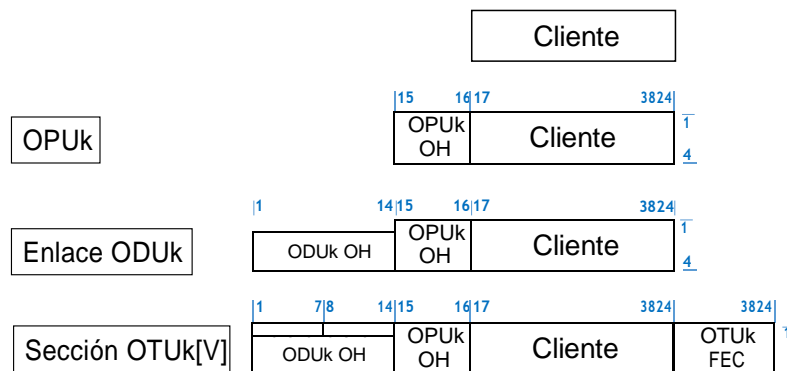 Cliente
15 16 17 3824
OPUk
OPUk OH
Cliente
1
4
1 14 15 16 17 3824
Enlace ODUk
ODUk OH
OPUk OH
Cliente
1
4
1 7 8 14 15 16 17 3824 3824
Sección OTUk[V]
ODUk OH
OPUk OH
Cliente
OTUk FEC